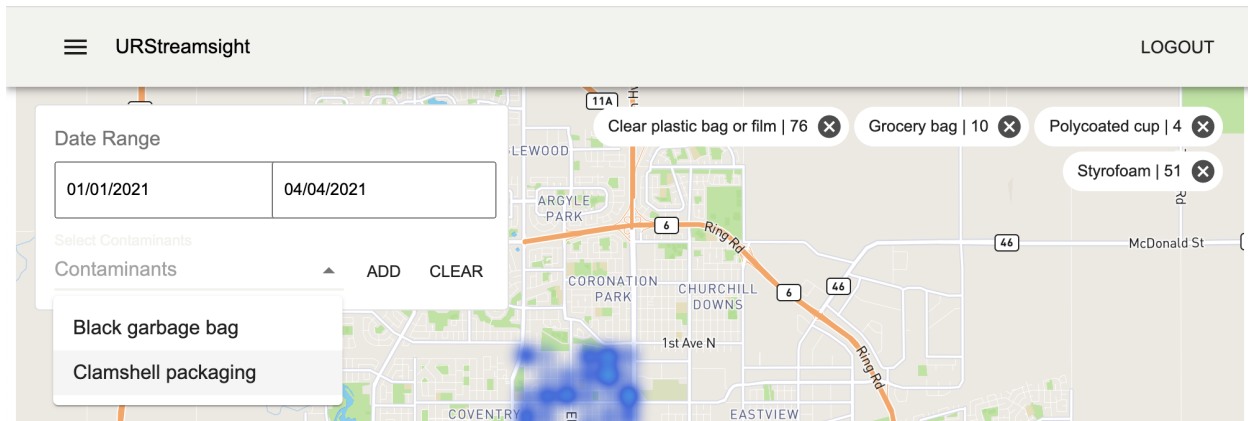 URStreamsight
LOGOUT
Date Range
01/01/2021
04/04/2021
Select Contaminants
Contaminants
ADD
CLEAR
Black garbage bag
Clamshell packaging
11A
Clear plastic bag or film | 76
Grocery bag | 10
Polycoated cup | 4
Styrofoam | 51
LEWOOD
ARGYLE
PARK
6
Ring Rd
46
McDonald St
Rd
CORONATION
PARK
CHURCHILL
DOWNS
6
46
1st Ave N
Ring Rd
COVENTRY
EASTVIEW